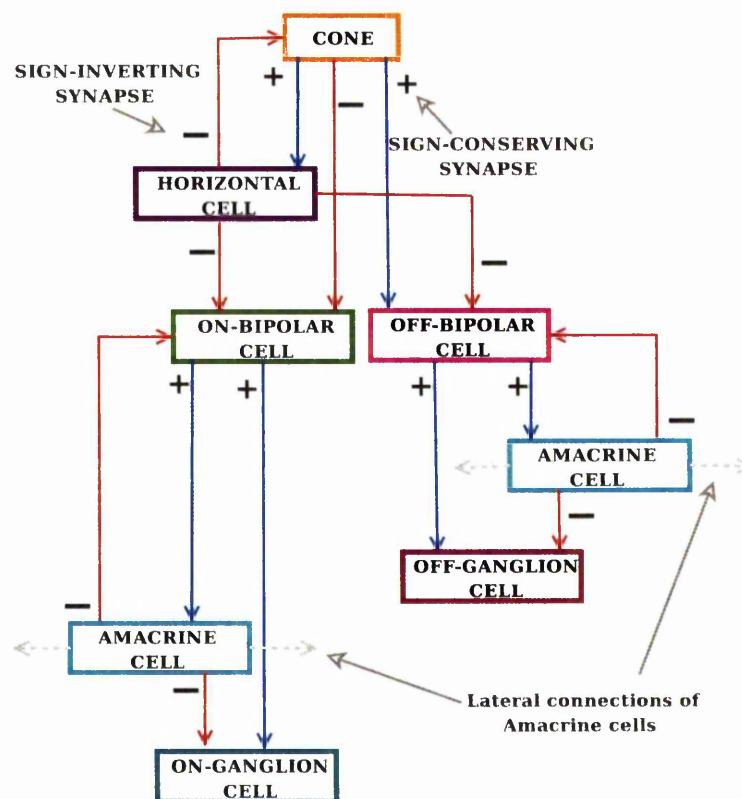 CONE
+
−
+
SIGN-INVERTING
SYNAPSE
−
SIGN-CONSERVING
SYNAPSE
HORIZONTAL
CELL
−
−
ON-BIPOLAR
CELL
OFF-BIPOLAR
CELL
+
+
+
+
−
AMACRINE
CELL
−
OFF-GANGLION
CELL
−
AMACRINE
CELL
−
Lateral connections of
Amacrine cells
ON-GANGLION
CELL